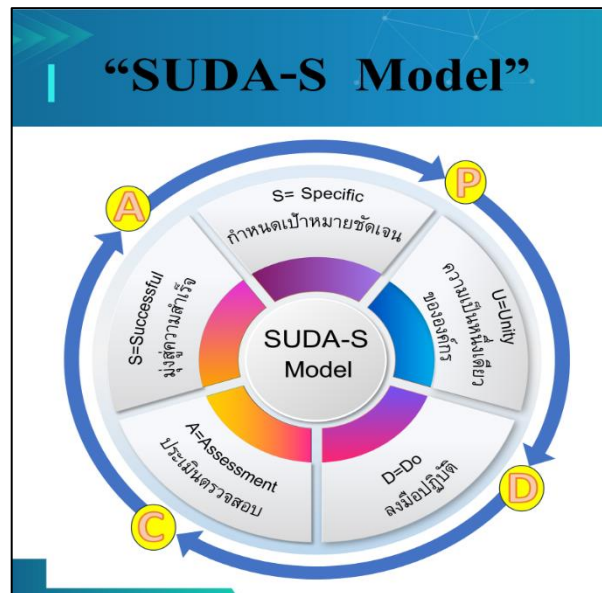 “SUDA-S Model”
A
P
S= Specific
กำหนดเป้าหมายชัดเจน
U=Unity
ความเป็นหนึ่งเดียว
ขององค์กร
D=Do
ลงมือปฏิบัติ
A=Assessment
ประเมินตรวจสอบ
S=Successful
มุ่งสู่ความสำเร็จ
SUDA-S
Model
D
C